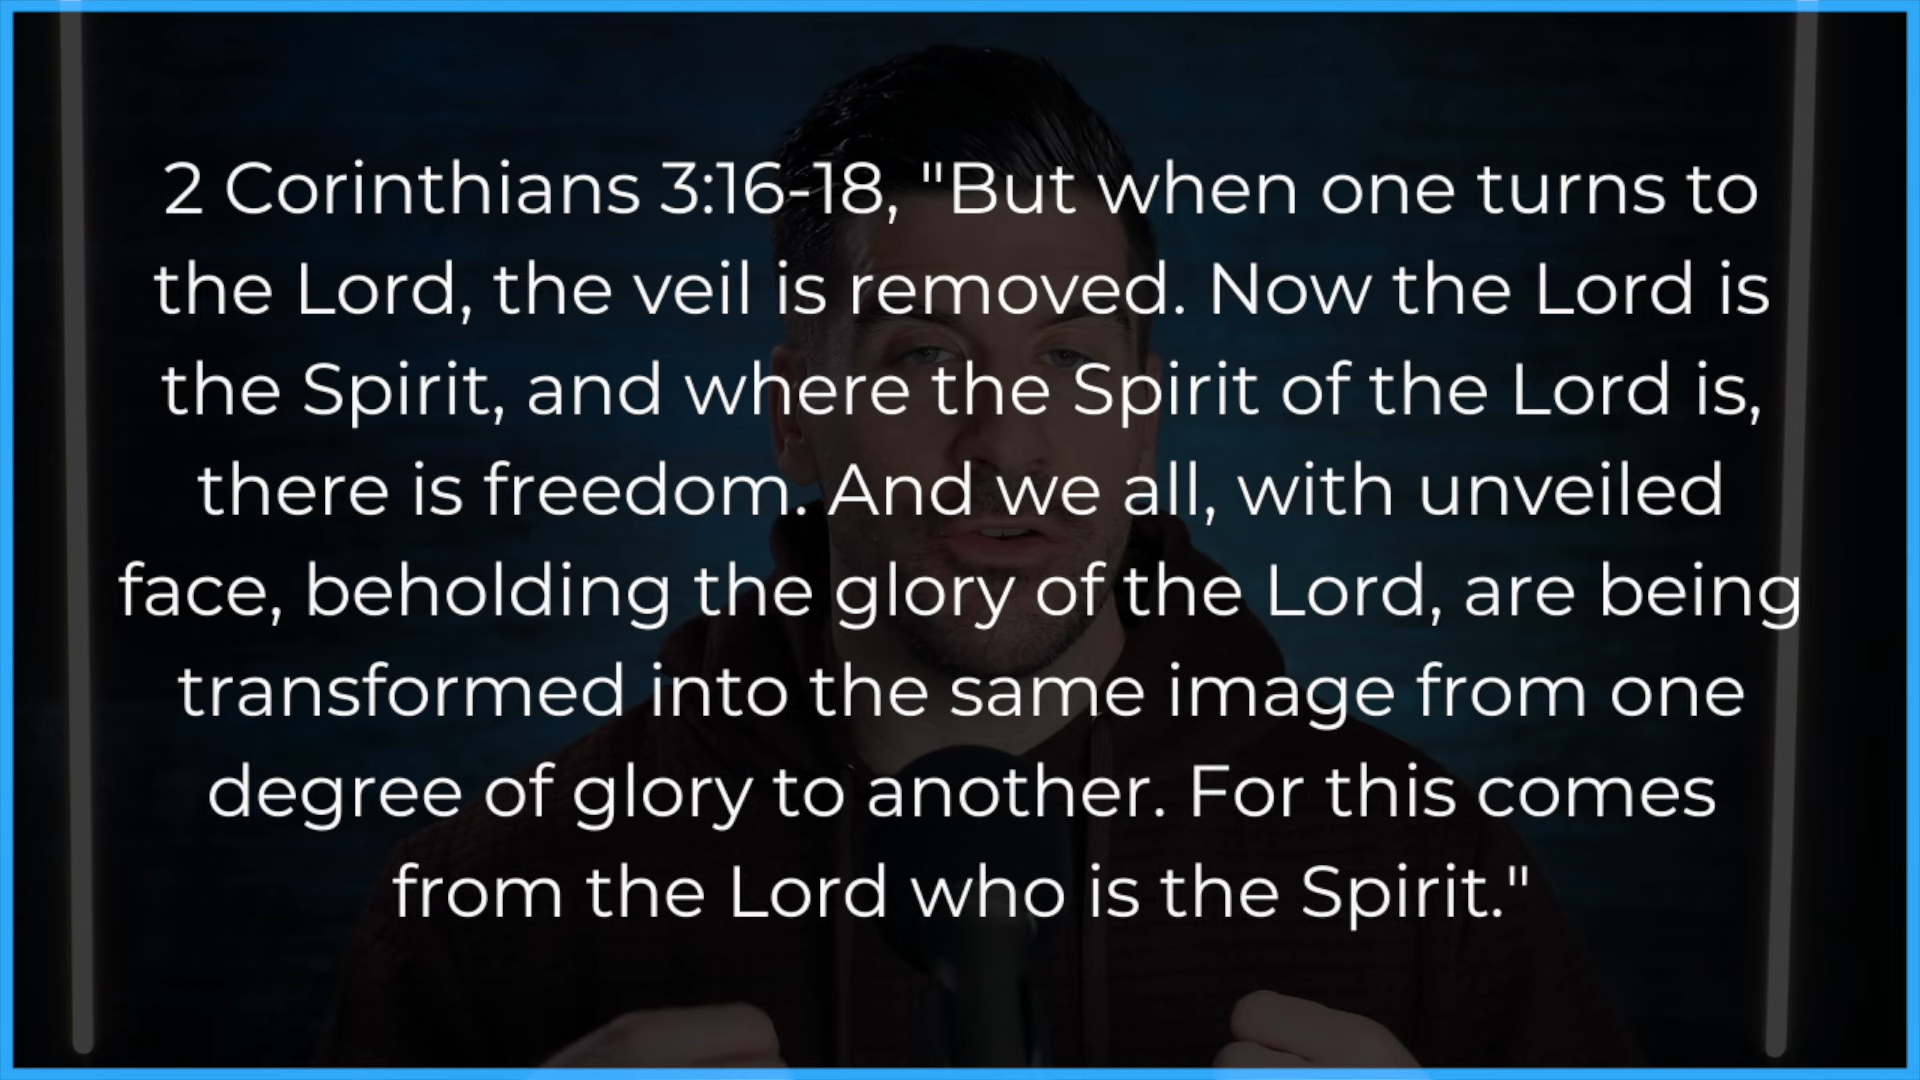 2 Corinthians 3:16-18, "But when one turns to
the Lord, the veil is removed. Now the Lord is
the Spirit, and where the Spirit of the Lord is,
there is freedom. And we all, with unveiled
face, beholding the glory of the Lord, are being
transformed into the same image from one
degree of glory to another. For this comes
from the Lord who is the Spirit."